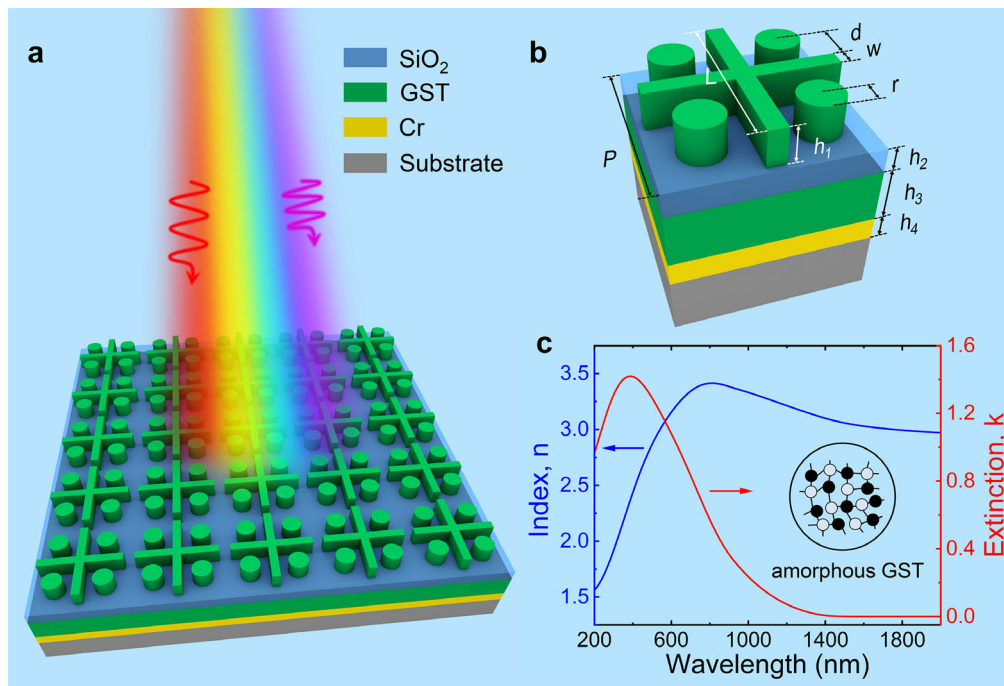 a
SiO₂
GST
Cr
Substrate
b
d
w
L
r
P
h₁
h₂
h₃
h₄
c
Index, n
3.5
3.0
2.5
2.0
1.5
1.6
1.2
0.8
0.4
0.0
Extinction, k
amorphous GST
200 600 1000 1400 1800
Wavelength (nm)